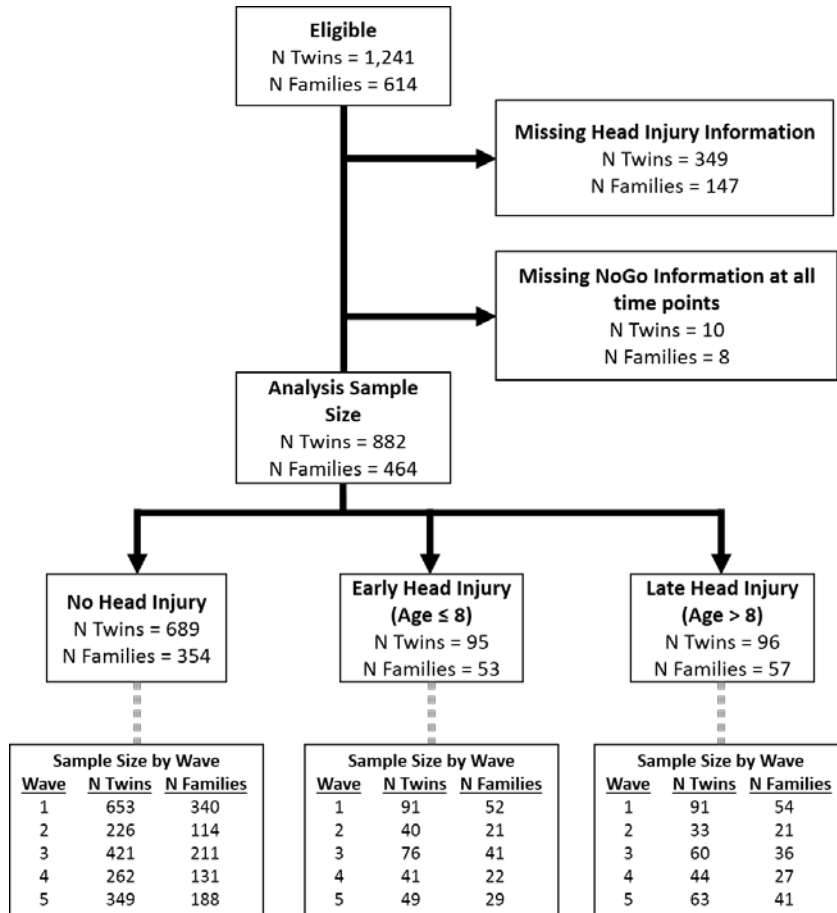 Eligible
N Twins = 1,241
N Families = 614
Missing Head Injury Information
N Twins = 349
N Families = 147
Missing NoGo Information at all
time points
N Twins = 10
N Families = 8
Analysis Sample
Size
N Twins = 882
N Families = 464
No Head Injury
N Twins = 689
N Families = 354
Early Head Injury
(Age ≤ 8)
N Twins = 95
N Families = 53
Late Head Injury
(Age > 8)
N Twins = 96
N Families = 57
Sample Size by Wave
Wave N Twins N Families
1 653 340
2 226 114
3 421 211
4 262 131
5 349 188
Sample Size by Wave
Wave N Twins N Families
1 91 52
2 40 21
3 76 41
4 41 22
5 49 29
Sample Size by Wave
Wave N Twins N Families
1 91 54
2 33 21
3 60 36
4 44 27
5 63 41